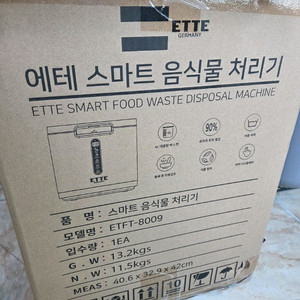 ETTE
GERMANY
에테 스마트 음식물 처리기
ETTE SMART FOOD WASTE DISPOSAL MACHINE
90%
ETTE
품 명 : 스마트 음식물 처리기
모델명 : ETFT-8009
입수량 : 1EA
G . W : 13.2kgs
N . W : 11.5kgs
MEAS : 40.6 x 32.9 x 42cm
10